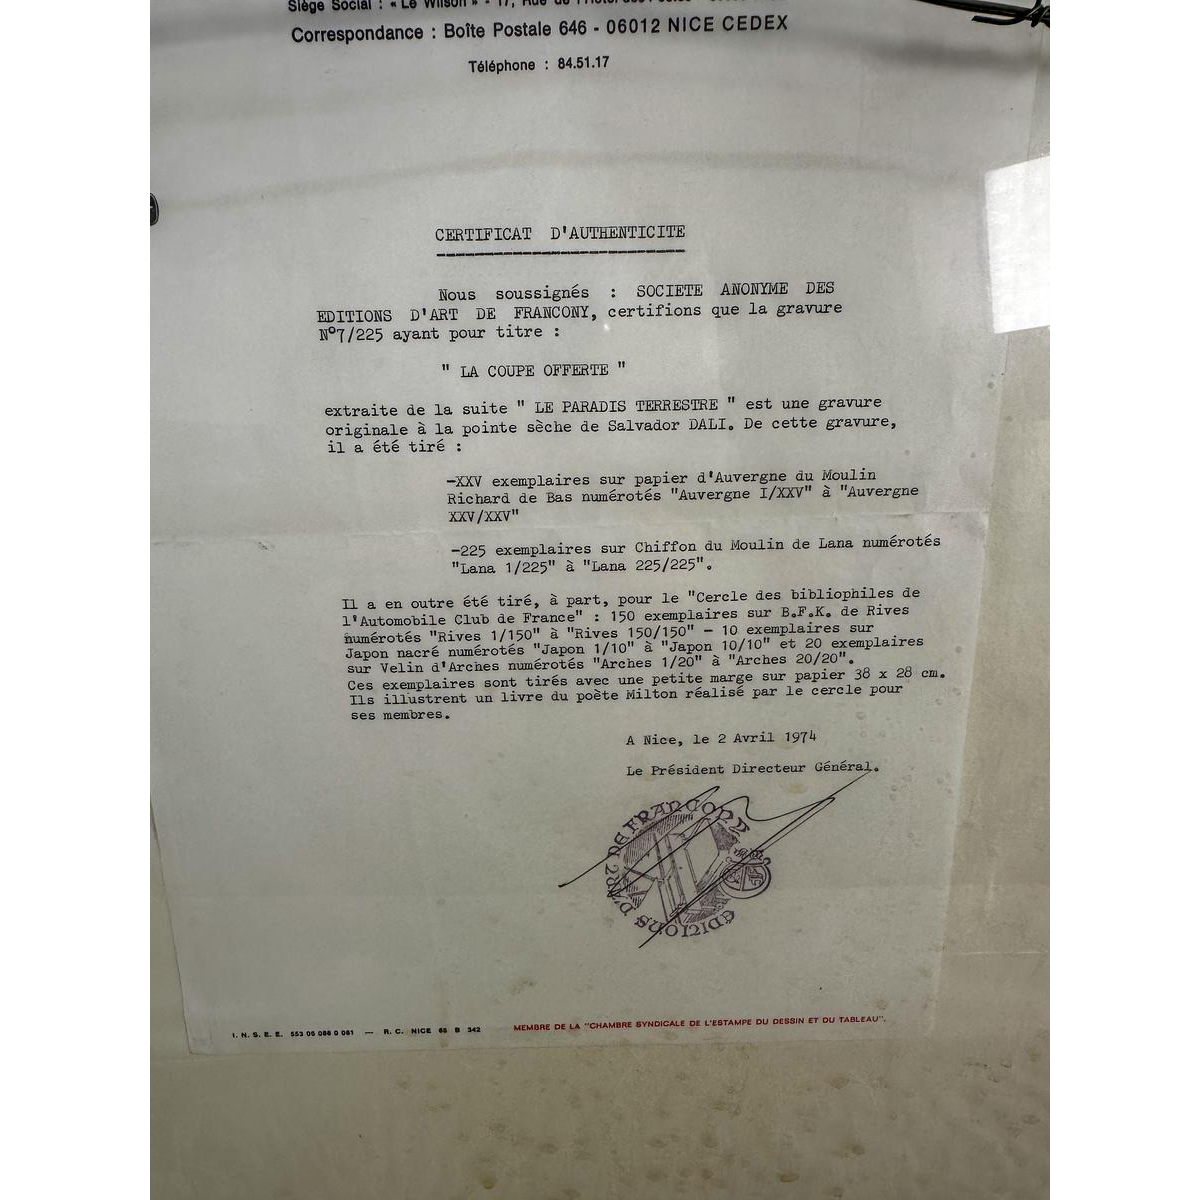 Siège Social : « Le Wilson » - 17, Rue de l'Hôtel des Postes
Correspondance : Boîte Postale 646 - 06012 NICE CEDEX
Téléphone : 84.51.17
CERTIFICAT D'AUTHENTICITE
Nous soussignés : SOCIETE ANONYME DES
EDITIONS D'ART DE FRANCONY, certifions que la gravure
N°7/225 ayant pour titre :
" LA COUPE OFFERTE "
extraite de la suite " LE PARADIS TERRESTRE " est une gravure
originale à la pointe sèche de Salvador DALI. De cette gravure,
il a été tiré :
-XXV exemplaires sur papier d'Auvergne du Moulin
Richard de Bas numérotés "Auvergne I/XXV" à "Auvergne
XXV/XXV"
-225 exemplaires sur Chiffon du Moulin de Lana numérotés
"Lana 1/225" à "Lana 225/225".
Il a en outre été tiré, à part, pour le "Cercle des bibliophiles de
l'Automobile Club de France" : 150 exemplaires sur B.F.K. de Rives
numérotés "Rives 1/150" à "Rives 150/150" - 10 exemplaires sur
Japon nacré numérotés "Japon 1/10" à "Japon 10/10" et 20 exemplaires
sur Velin d'Arches numérotés "Arches 1/20" à "Arches 20/20".
Ces exemplaires sont tirés avec une petite marge sur papier 38 x 28 cm.
Ils illustrent un livre du poète Milton réalisé par le cercle pour
ses membres.
A Nice, le 2 Avril 1974
Le Président Directeur Général.
EDITIONS D'ART DE FRANCONY
I. N. S. E. E. 553 06 088 0 061 — R. C. NICE 65 B 342
MEMBRE DE LA "CHAMBRE SYNDICALE DE L'ESTAMPE DU DESSIN ET DU TABLEAU".